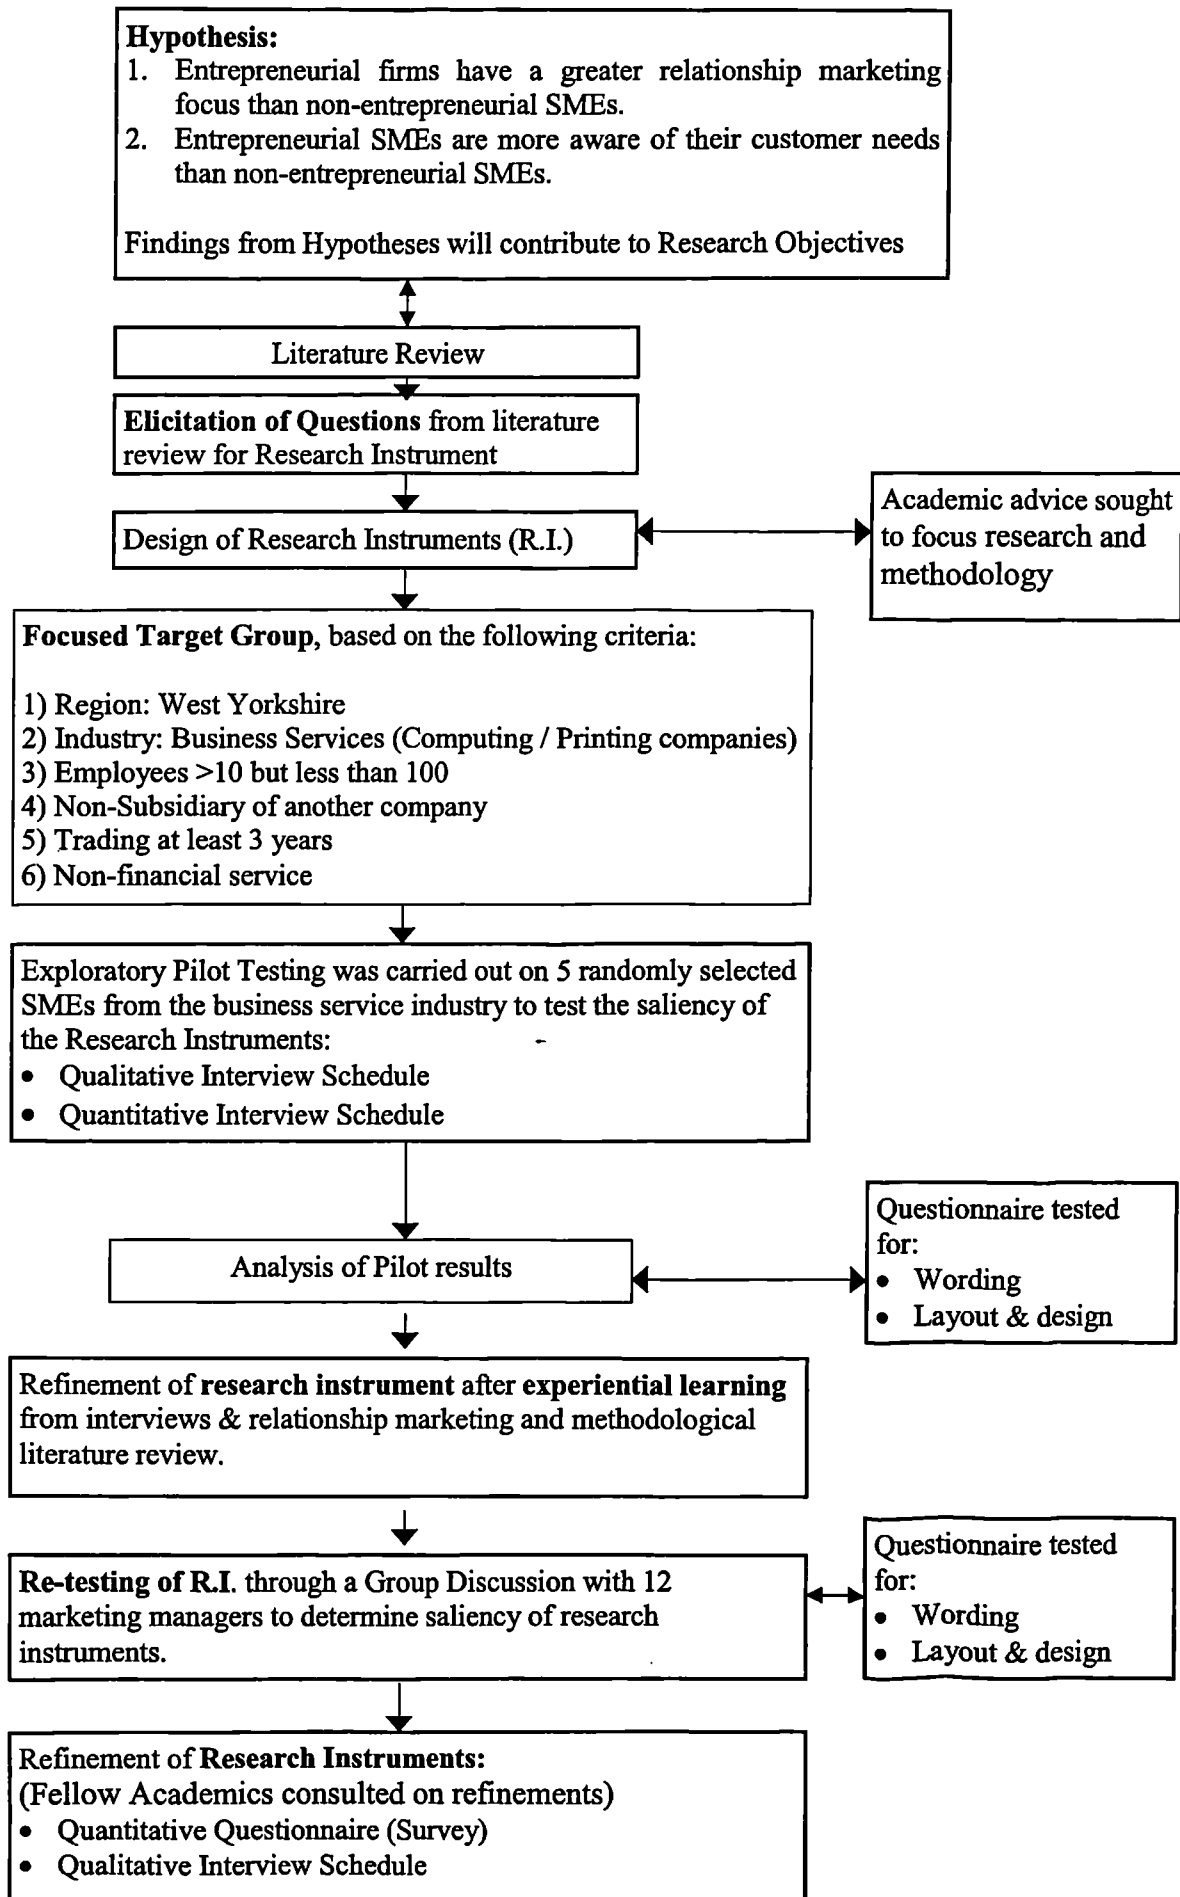 Hypothesis:
1. Entrepreneurial firms have a greater relationship marketing
focus than non-entrepreneurial SMEs.
2. Entrepreneurial SMEs are more aware of their customer needs
than non-entrepreneurial SMEs.
Findings from Hypotheses will contribute to Research Objectives
Literature Review
Elicitation of Questions from literature
review for Research Instrument
Design of Research Instruments (R.I.)
Academic advice sought
to focus research and
methodology
Focused Target Group, based on the following criteria:
1) Region: West Yorkshire
2) Industry: Business Services (Computing / Printing companies)
3) Employees >10 but less than 100
4) Non-Subsidiary of another company
5) Trading at least 3 years
6) Non-financial service
Exploratory Pilot Testing was carried out on 5 randomly selected
SMEs from the business service industry to test the saliency of
the Research Instruments:
• Qualitative Interview Schedule
• Quantitative Interview Schedule
Analysis of Pilot results
Questionnaire tested
for:
• Wording
• Layout & design
Refinement of research instrument after experiential learning
from interviews & relationship marketing and methodological
literature review.
Re-testing of R.I. through a Group Discussion with 12
marketing managers to determine saliency of research
instruments.
Questionnaire tested
for:
• Wording
• Layout & design
Refinement of Research Instruments:
(Fellow Academics consulted on refinements)
• Quantitative Questionnaire (Survey)
• Qualitative Interview Schedule